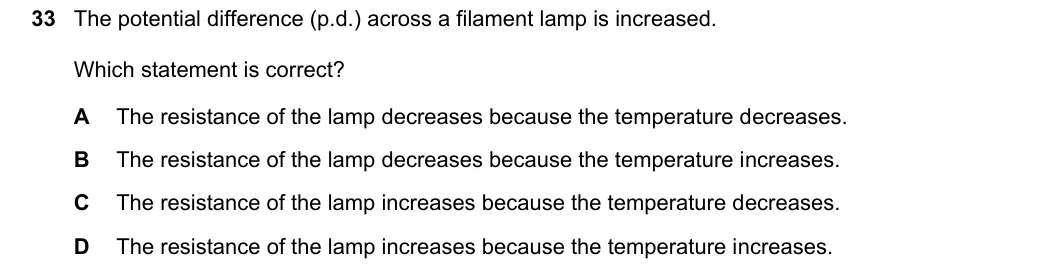 33 The potential difference (p.d.) across a filament lamp is increased.
Which statement is correct?
A The resistance of the lamp decreases because the temperature decreases.
B The resistance of the lamp decreases because the temperature increases.
C The resistance of the lamp increases because the temperature decreases.
D The resistance of the lamp increases because the temperature increases.